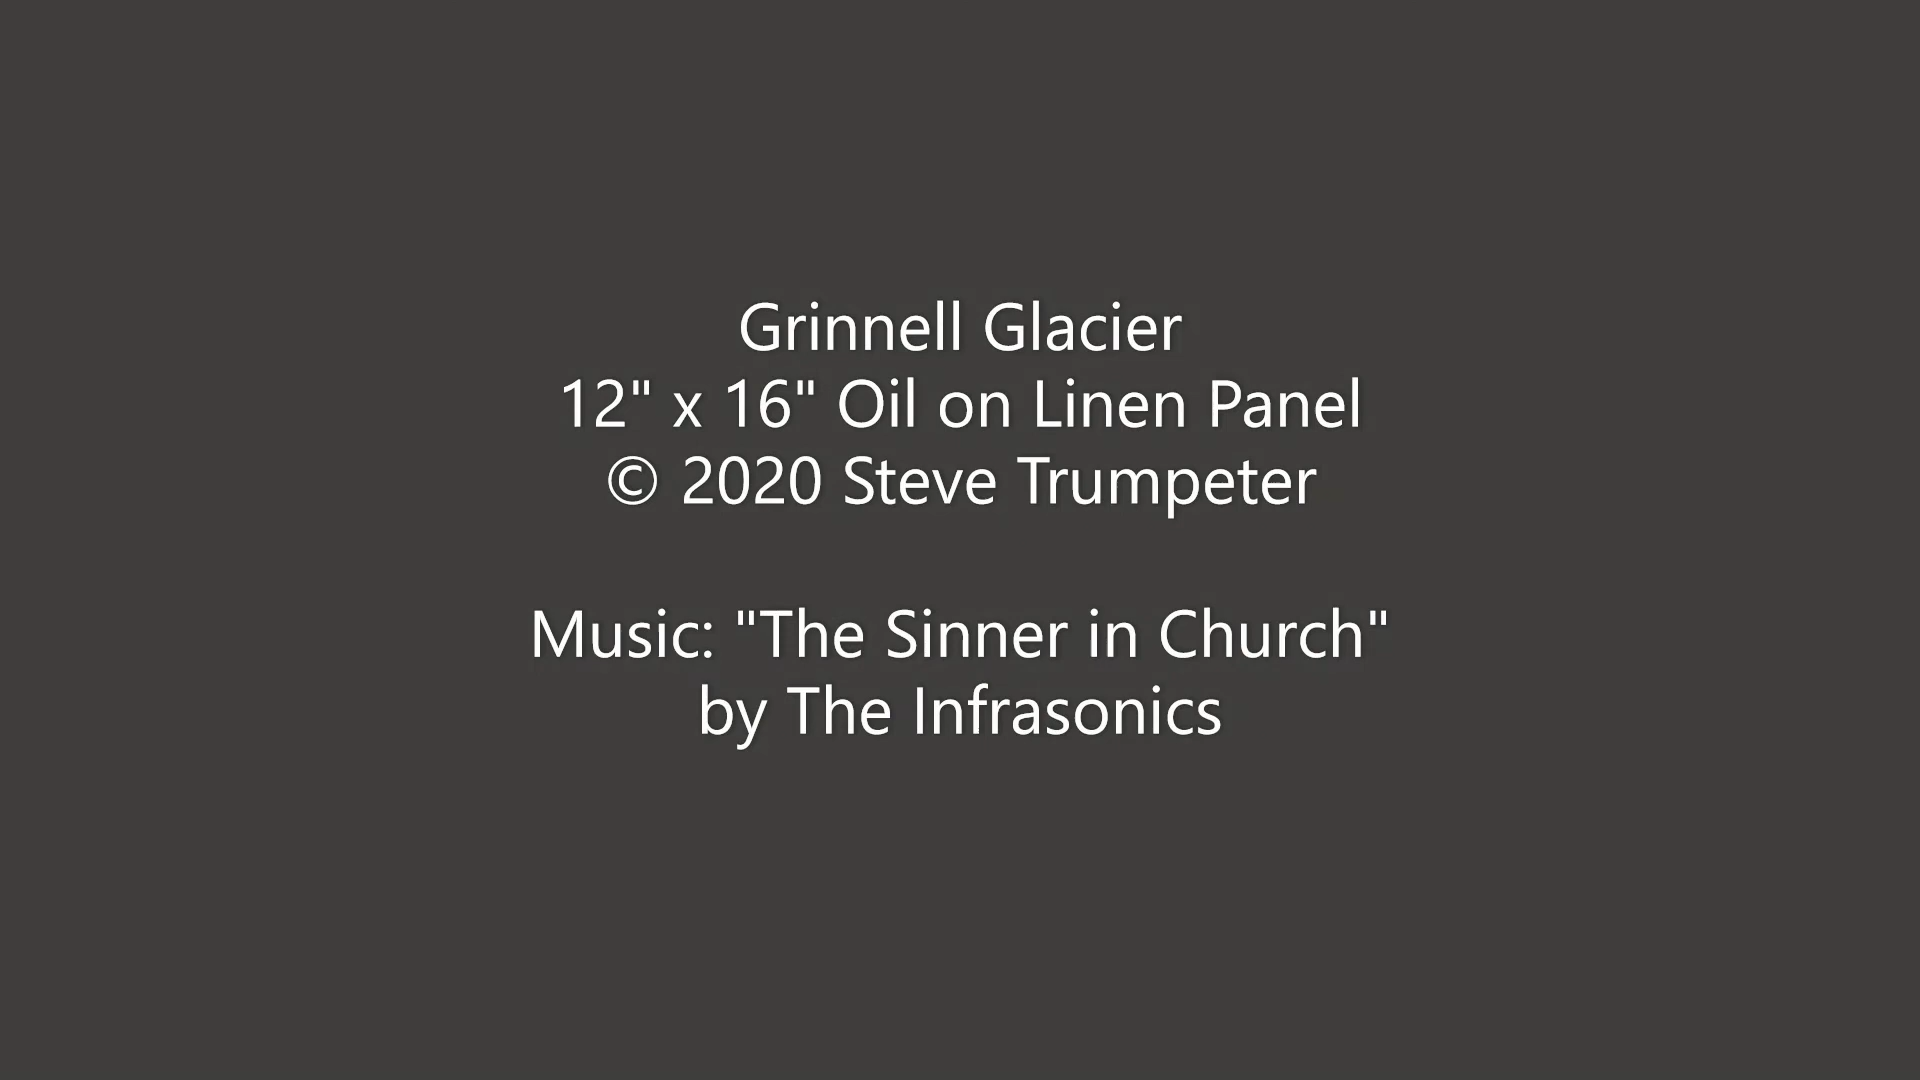 Grinnell Glacier
12" x 16" Oil on Linen Panel
© 2020 Steve Trumpeter
Music: "The Sinner in Church"
by The Infrasonics